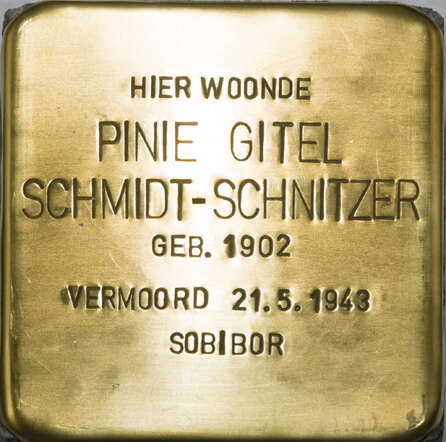 HIER WOONDE
PINIE GITEL
SCHMIDT-SCHNITZER
GEB. 1902
VERMOORD 21.5.1943
SOBIBOR